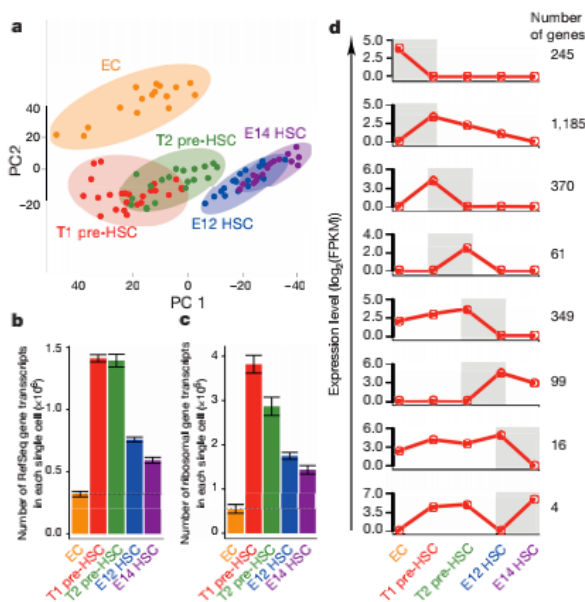 a
EC
T2 pre-HSC
E14 HSC
T1 pre-HSC
E12 HSC
PC2
40
20
0
−20
40
20
0
−20
−40
PC 1
b
Number of RefSeq gene transcripts
in each single cell (×10⁶)
1.5
1.0
0.5
0.0
EC
T1 pre-HSC
T2 pre-HSC
E12 HSC
E14 HSC
c
Number of ribosomal gene transcripts
in each single cell (×10⁶)
4
3
2
1
0
EC
T1 pre-HSC
T2 pre-HSC
E12 HSC
E14 HSC
d
Number
of genes
Expression level (log₂(FPKM))
5.0
2.5
0.0
245
5.0
2.5
0.0
1,185
6.0
3.0
0.0
370
4.0
2.0
0.0
61
5.0
2.5
0.0
349
6.0
3.0
0.0
99
6.0
3.0
0.0
16
7.0
3.5
0.0
4
EC
T1 pre-HSC
T2 pre-HSC
E12 HSC
E14 HSC